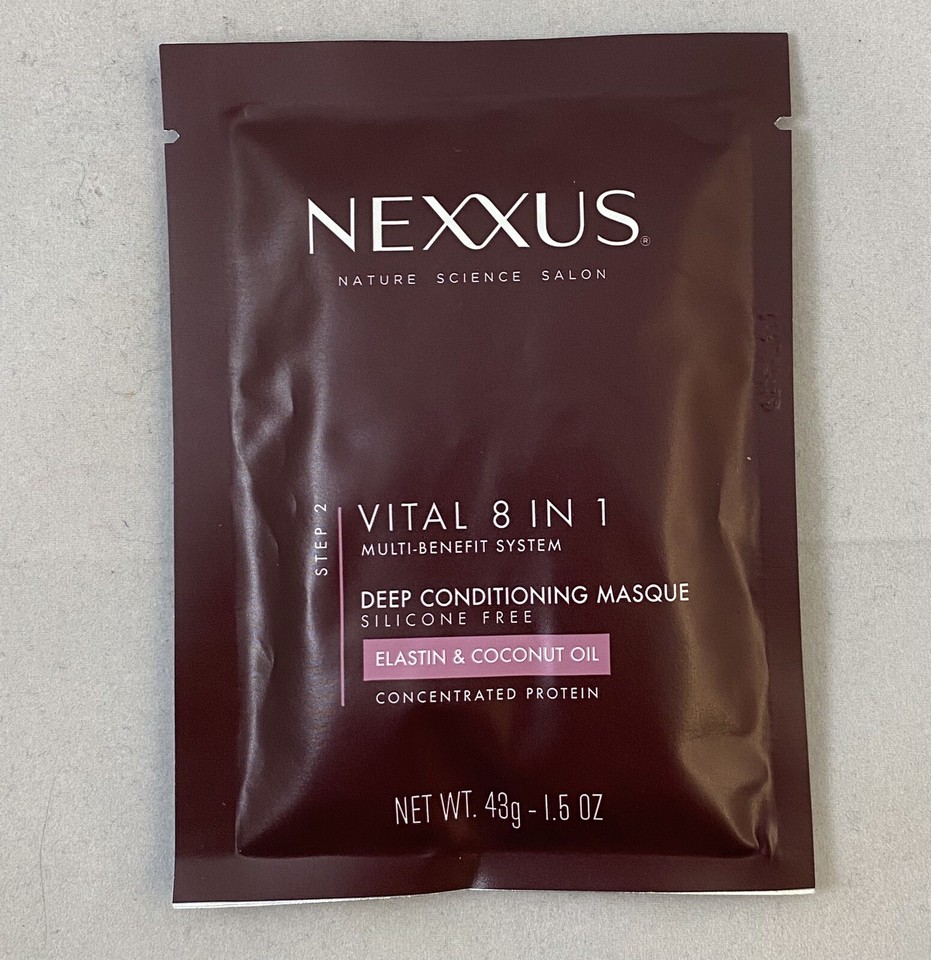 NEXXUS®
NATURE SCIENCE SALON
STEP 2
VITAL 8 IN 1
MULTI-BENEFIT SYSTEM
DEEP CONDITIONING MASQUE
SILICONE FREE
ELASTIN & COCONUT OIL
CONCENTRATED PROTEIN
NET WT. 43g - 1.5 OZ